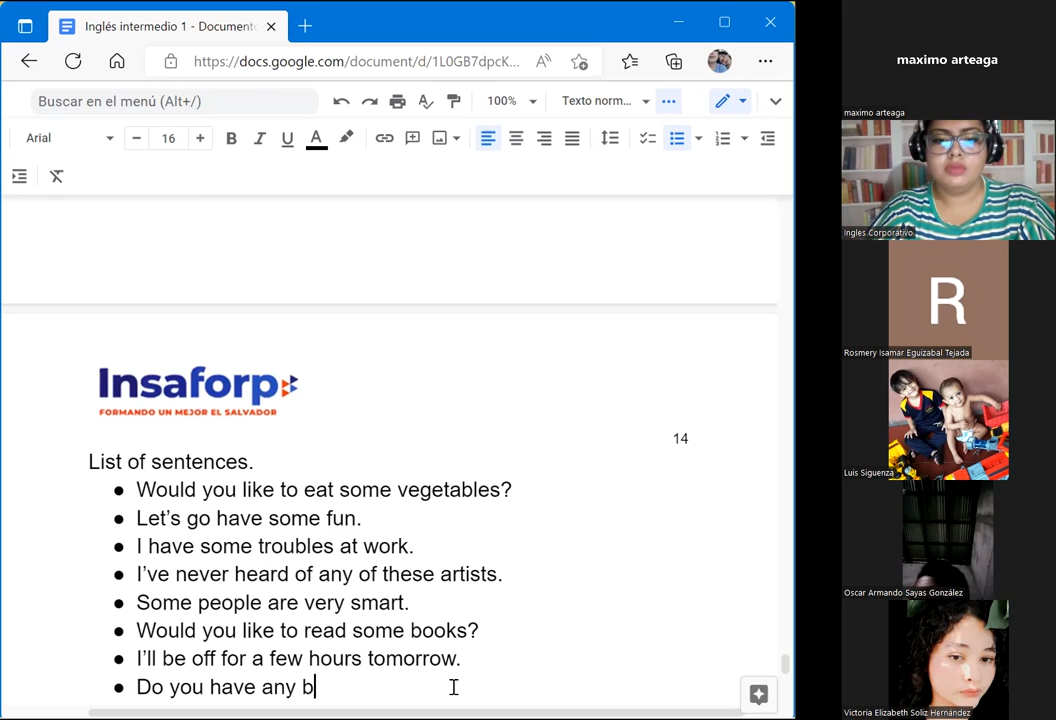 Inglés intermedio 1 - Documento
https://docs.google.com/document/d/1L0GB7dpcK...
Buscar en el menú (Alt+/)
100%
Texto norm...
Arial
16
B I U A
Insaforp
FORMANDO UN MEJOR EL SALVADOR
14
List of sentences.
● Would you like to eat some vegetables?
● Let's go have some fun.
● I have some troubles at work.
● I've never heard of any of these artists.
● Some people are very smart.
● Would you like to read some books?
● I'll be off for a few hours tomorrow.
● Do you have any b
maximo arteaga
maximo arteaga
Ingles Corporativo
R
Rosmery Isamar Eguizabal Tejada
Luis Siguenza
Oscar Armando Sayas González
Victoria Elizabeth Soliz Hernández